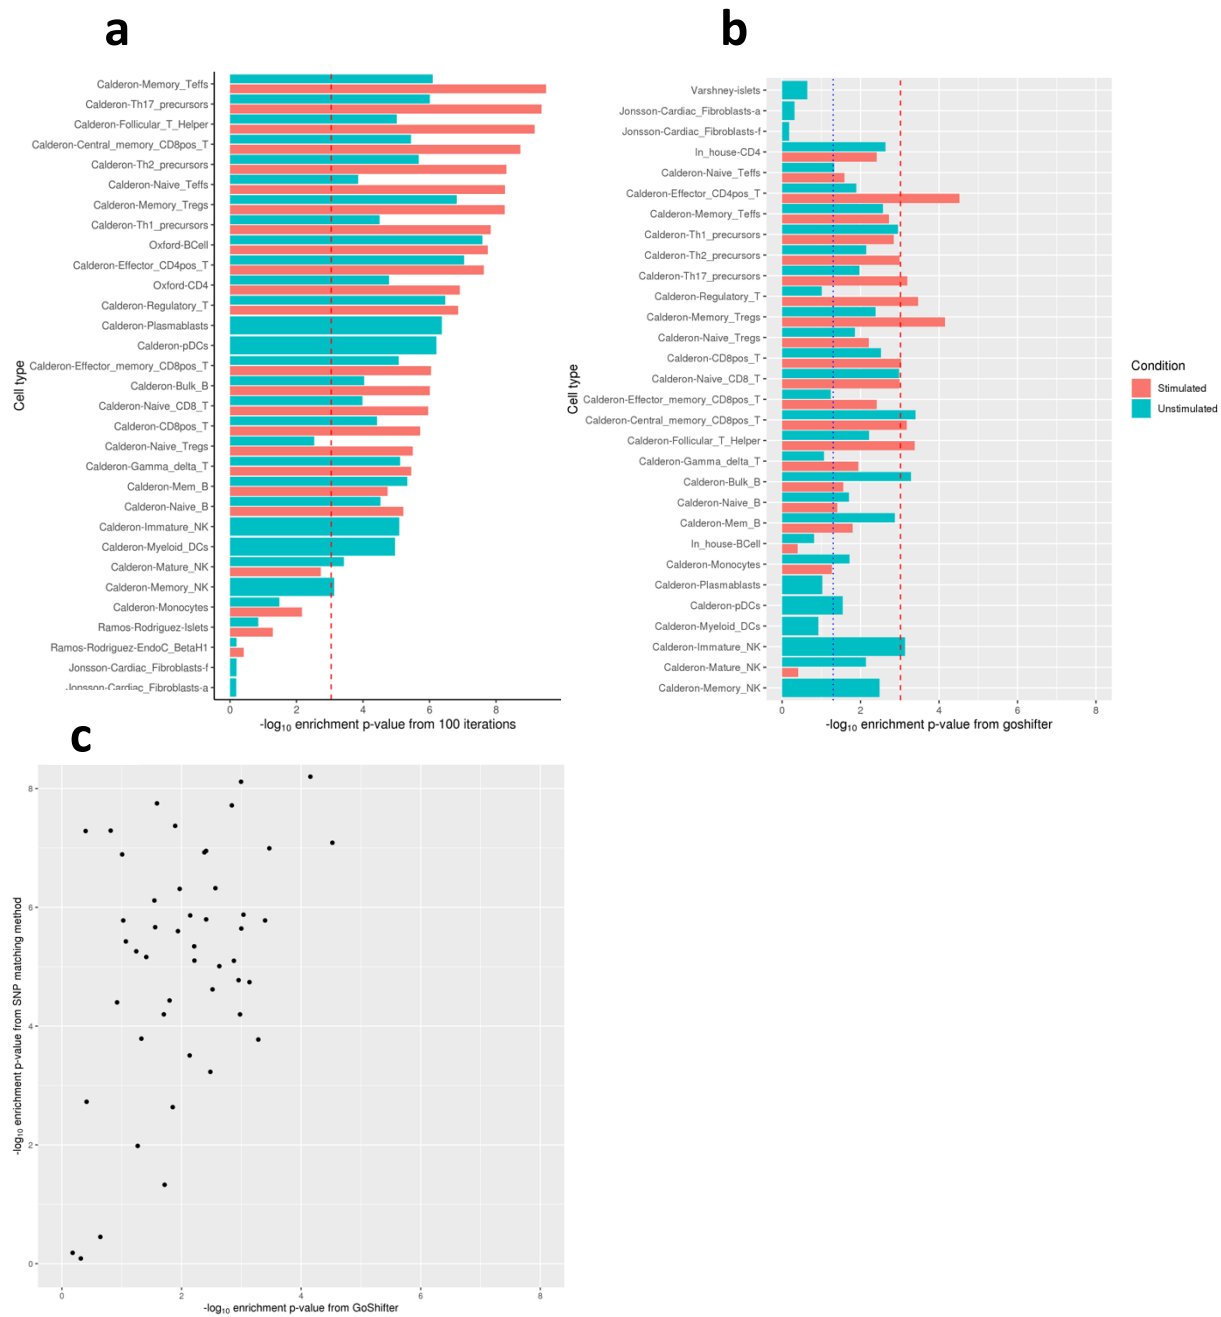 a
Cell type
Calderon-Memory_Teffs
Calderon-Th17_precursors
Calderon-Follicular_T_Helper
Calderon-Central_memory_CD8pos_T
Calderon-Th2_precursors
Calderon-Naive_Teffs
Calderon-Memory_Tregs
Calderon-Th1_precursors
Oxford-BCell
Calderon-Effector_CD4pos_T
Oxford-CD4
Calderon-Regulatory_T
Calderon-Plasmablasts
Calderon-pDCs
Calderon-Effector_memory_CD8pos_T
Calderon-Bulk_B
Calderon-Naive_CD8_T
Calderon-CD8pos_T
Calderon-Naive_Tregs
Calderon-Gamma_delta_T
Calderon-Mem_B
Calderon-Naive_B
Calderon-Immature_NK
Calderon-Myeloid_DCs
Calderon-Mature_NK
Calderon-Memory_NK
Calderon-Monocytes
Ramos-Rodriguez-Islets
Ramos-Rodriguez-EndoC_BetaH1
Jonsson-Cardiac_Fibroblasts-f
Jonsson-Cardiac_Fibroblasts-a
0 2 4 6 8
-log10 enrichment p-value from 100 iterations
b
Cell type
Varshney-islets
Jonsson-Cardiac_Fibroblasts-a
Jonsson-Cardiac_Fibroblasts-f
In_house-CD4
Calderon-Naive_Teffs
Calderon-Effector_CD4pos_T
Calderon-Memory_Teffs
Calderon-Th1_precursors
Calderon-Th2_precursors
Calderon-Th17_precursors
Calderon-Regulatory_T
Calderon-Memory_Tregs
Calderon-Naive_Tregs
Calderon-CD8pos_T
Calderon-Naive_CD8_T
Calderon-Effector_memory_CD8pos_T
Calderon-Central_memory_CD8pos_T
Calderon-Follicular_T_Helper
Calderon-Gamma_delta_T
Calderon-Bulk_B
Calderon-Naive_B
Calderon-Mem_B
In_house-BCell
Calderon-Monocytes
Calderon-Plasmablasts
Calderon-pDCs
Calderon-Myeloid_DCs
Calderon-Immature_NK
Calderon-Mature_NK
Calderon-Memory_NK
0 2 4 6 8
-log10 enrichment p-value from goshifter
Condition
Stimulated
Unstimulated
c
-log10 enrichment p-value from SNP matching method
8
6
4
2
0
0 2 4 6 8
-log10 enrichment p-value from GoShifter